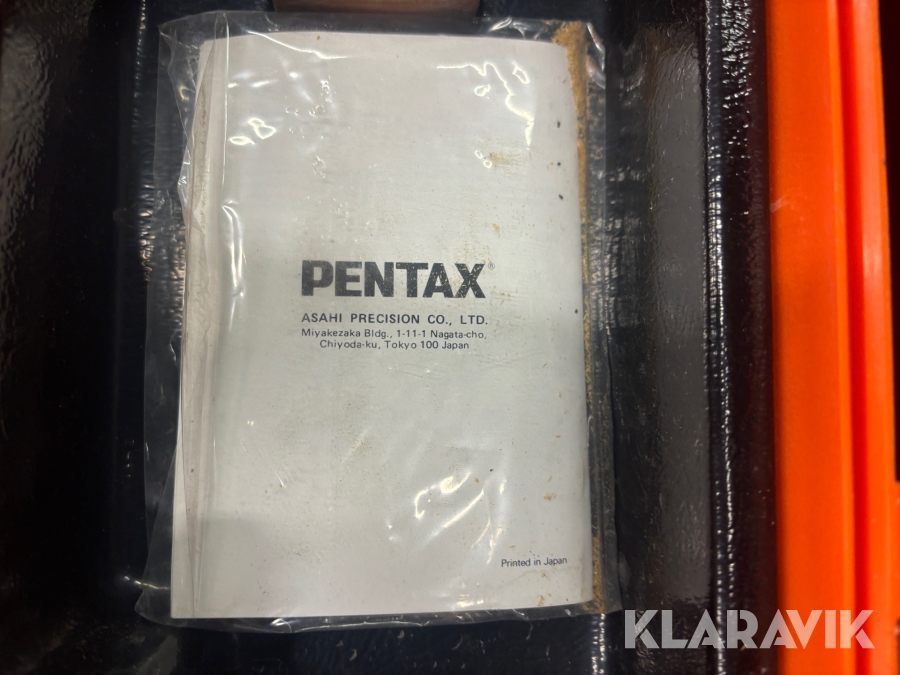 PENTAX®
ASAHI PRECISION CO., LTD.
Miyakezaka Bldg., 1-11-1 Nagata-cho,
Chiyoda-ku, Tokyo 100 Japan
Printed in Japan
KLARAVIK